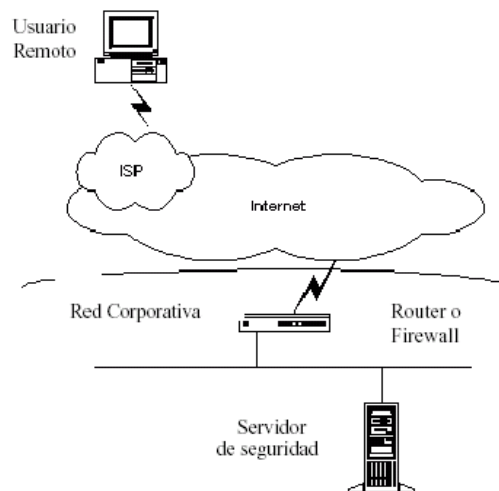 Usuario
Remoto
ISP
Internet
Red Corporativa
Router o
Firewall
Servidor
de seguridad